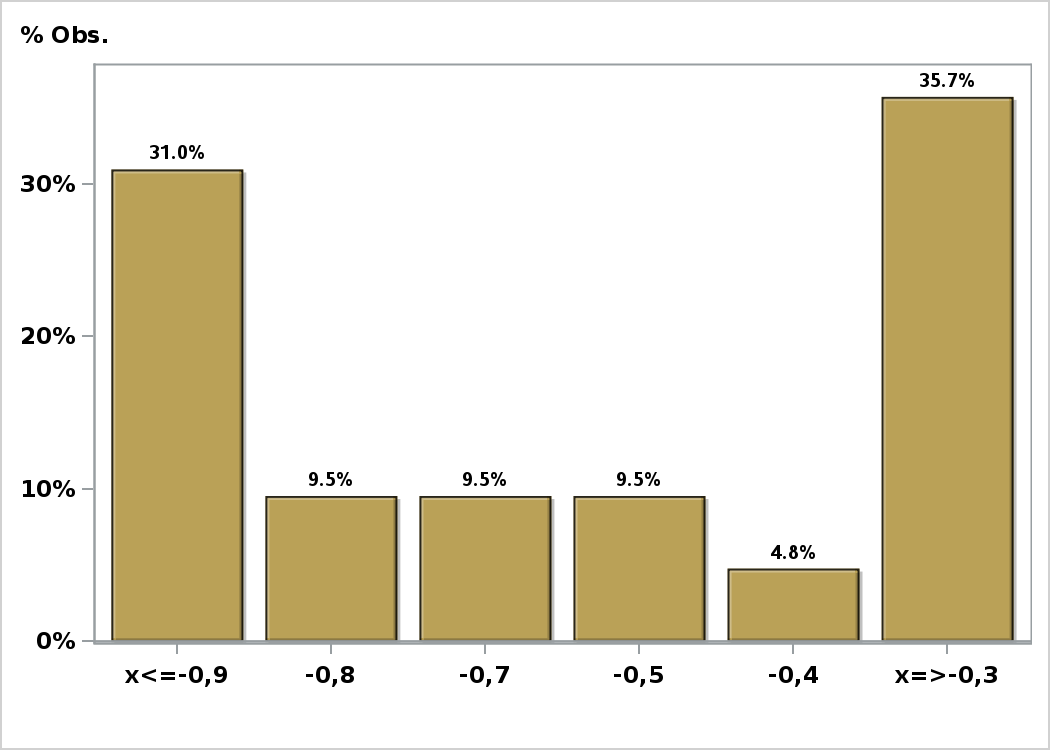 % Obs.
35.7%
31.0%
30%
20%
9.5% 9.5% 9.5%
10%
4.8%
0%
x<=-0,9 -0,8 -0,7 -0,5 -0,4 x=>-0,3